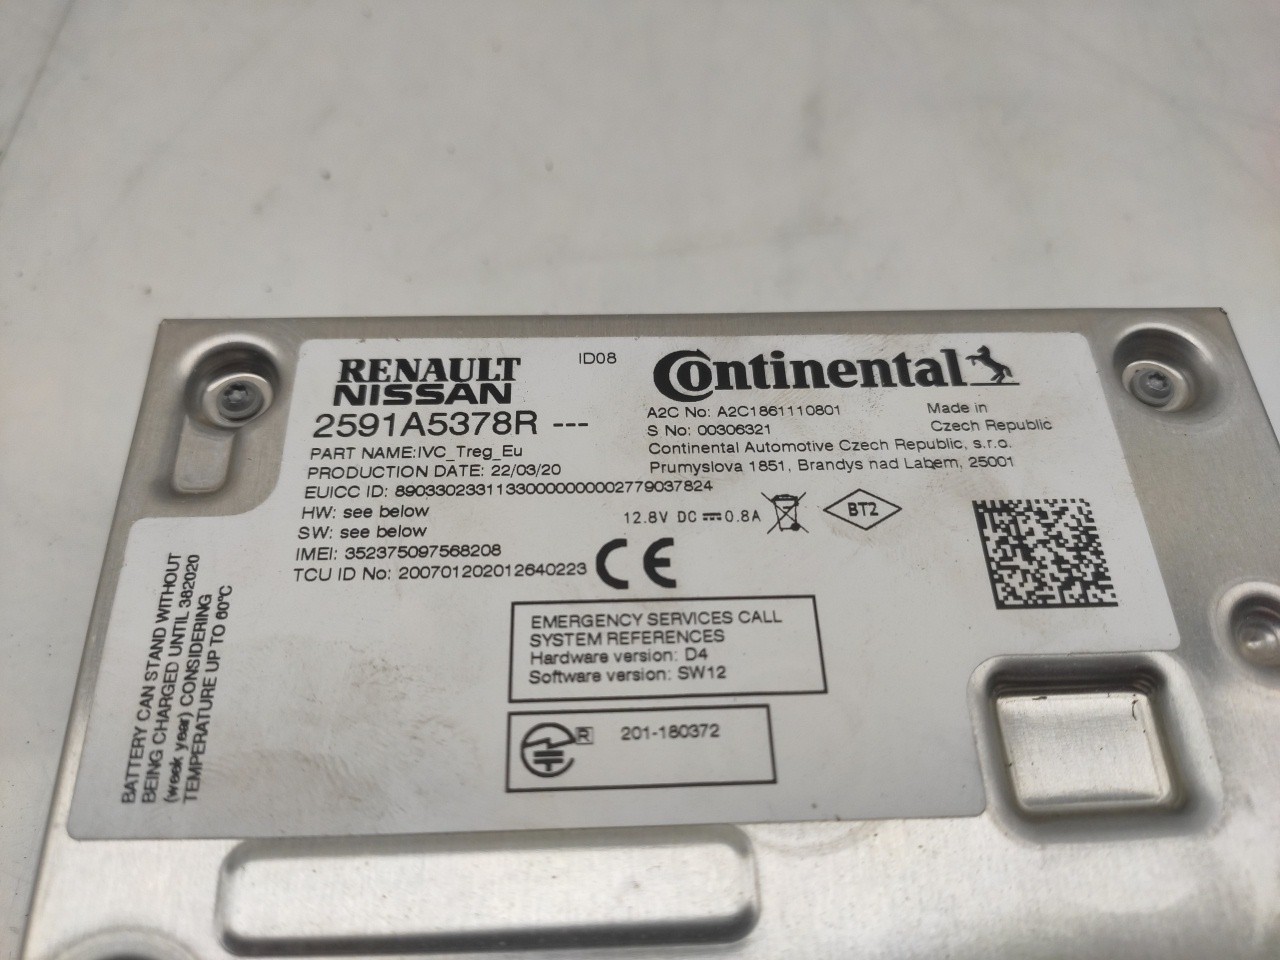 RENAULT
NISSAN
ID08
Continental
2591A5378R ---
A2C No: A2C1861110801
S No: 00306321
Made in
Czech Republic
PART NAME:IVC_Treg_Eu
Continental Automotive Czech Republic, s.r.o.
PRODUCTION DATE: 22/03/20
Prumyslova 1851, Brandys nad Labem, 25001
EUICC ID: 89033023311330000000002779037824
HW: see below
12.8V DC 0.8A
BT2
SW: see below
IMEI: 352375097568208
TCU ID No: 200701202012640223
CE
EMERGENCY SERVICES CALL
SYSTEM REFERENCES
Hardware version: D4
Software version: SW12
R
201-180372
BATTERY CAN STAND WITHOUT
BEING CHARGED UNTIL 382020
(week year) CONSIDERING
TEMPERATURE UP TO 60°C